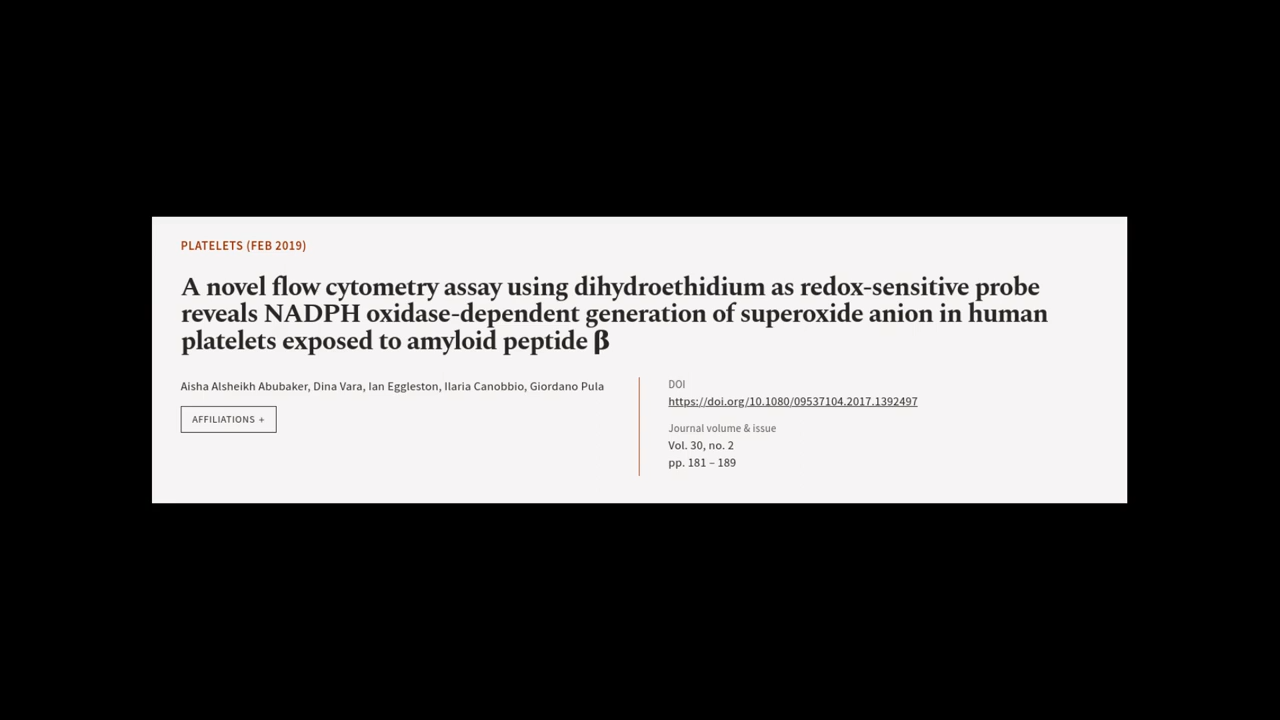 PLATELETS (FEB 2019)
A novel flow cytometry assay using dihydroethidium as redox-sensitive probe
reveals NADPH oxidase-dependent generation of superoxide anion in human
platelets exposed to amyloid peptide β
Aisha Alsheikh Abubaker, Dina Vara, Ian Eggleston, Ilaria Canobbio, Giordano Pula
AFFILIATIONS +
DOI
https://doi.org/10.1080/09537104.2017.1392497
Journal volume & issue
Vol. 30, no. 2
pp. 181 – 189